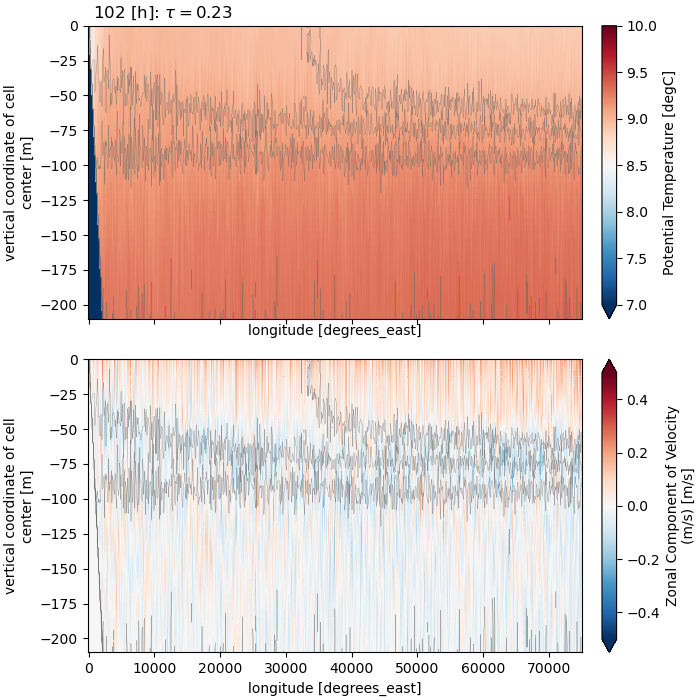 102 [h]: τ = 0.23
0
−25
−50
−75
−100
−125
−150
−175
−200
vertical coordinate of cell
center [m]
longitude [degrees_east]
10.0
9.5
9.0
8.5
8.0
7.5
7.0
Potential Temperature [degC]
0
−25
−50
−75
−100
−125
−150
−175
−200
vertical coordinate of cell
center [m]
0 10000 20000 30000 40000 50000 60000 70000
longitude [degrees_east]
0.4
0.2
0.0
−0.2
−0.4
Zonal Component of Velocity
(m/s) [m/s]